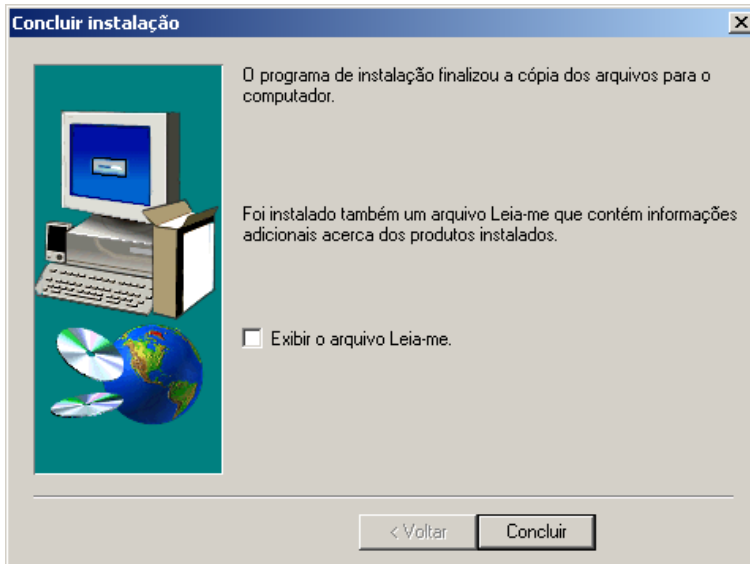 Concluir instalação
O programa de instalação finalizou a cópia dos arquivos para o
computador.
Foi instalado também um arquivo Leia-me que contém informações
adicionais acerca dos produtos instalados.
Exibir o arquivo Leia-me.
< Voltar
Concluir